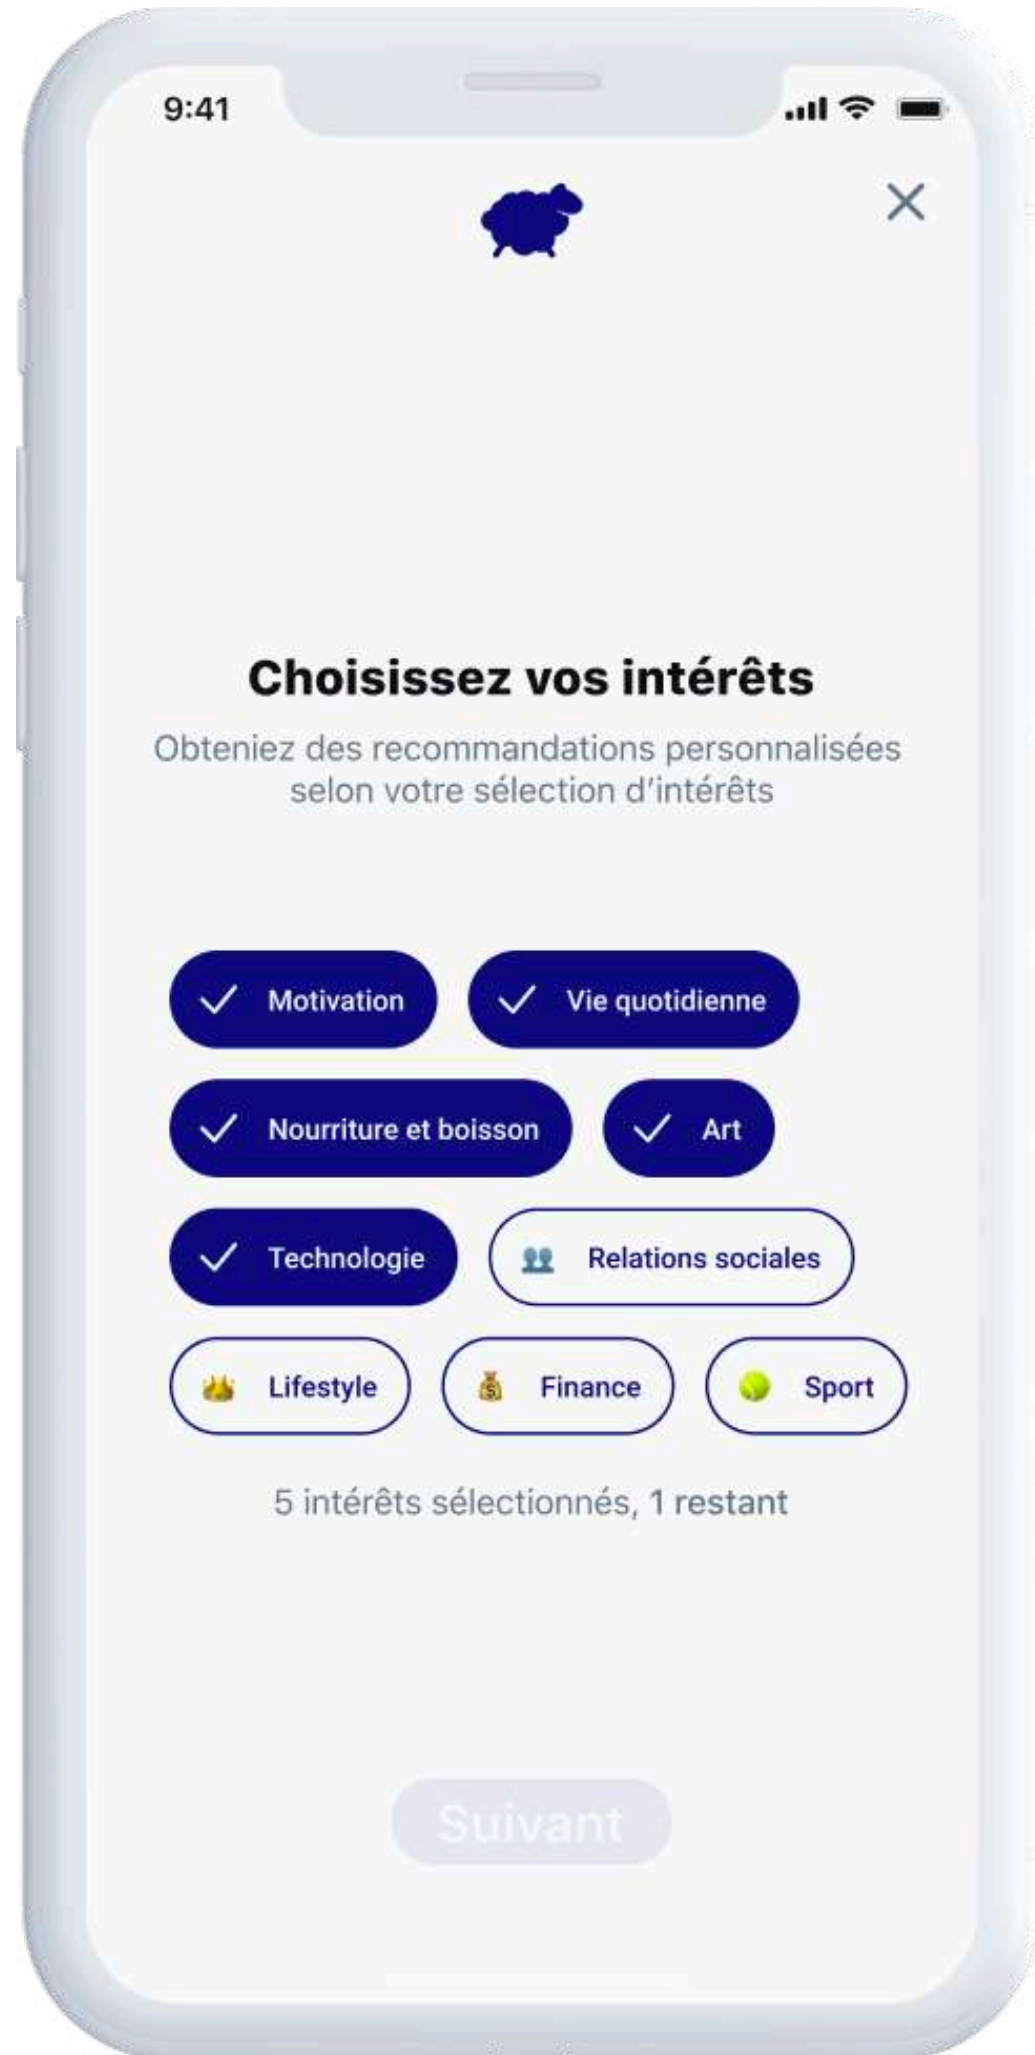 9:41
Choisissez vos intérêts
Obteniez des recommandations personnalisées
selon votre sélection d'intérêts
Motivation Vie quotidienne
Nourriture et boisson Art
Technologie Relations sociales
Lifestyle Finance Sport
5 intérêts sélectionnés, 1 restant
Suivant